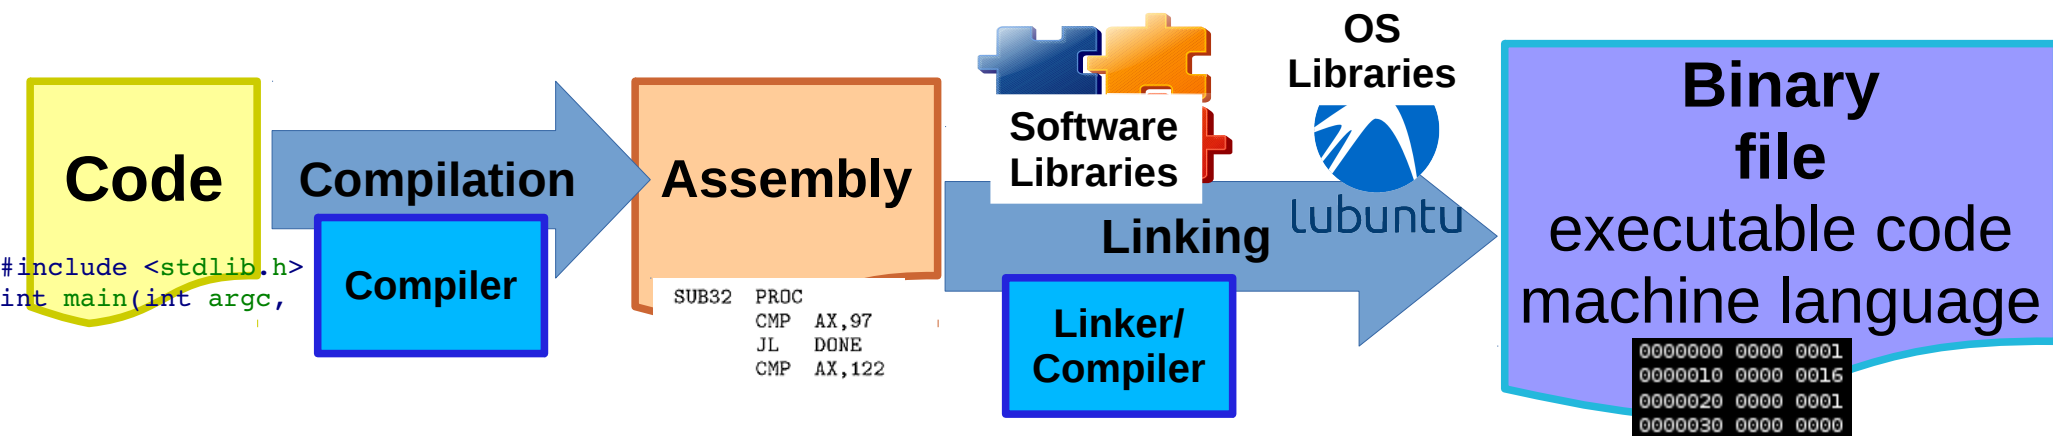 Code
#include <stdlib.h>
int main(int argc,
Compilation
Compiler
Assembly
SUB32 PROC
CMP AX,97
JL DONE
CMP AX,122
Software
Libraries
OS
Libraries
Lubuntu
Linking
Linker/
Compiler
Binary
file
executable code
machine language
0000000 0000 0001
0000010 0000 0016
0000020 0000 0001
0000030 0000 0000